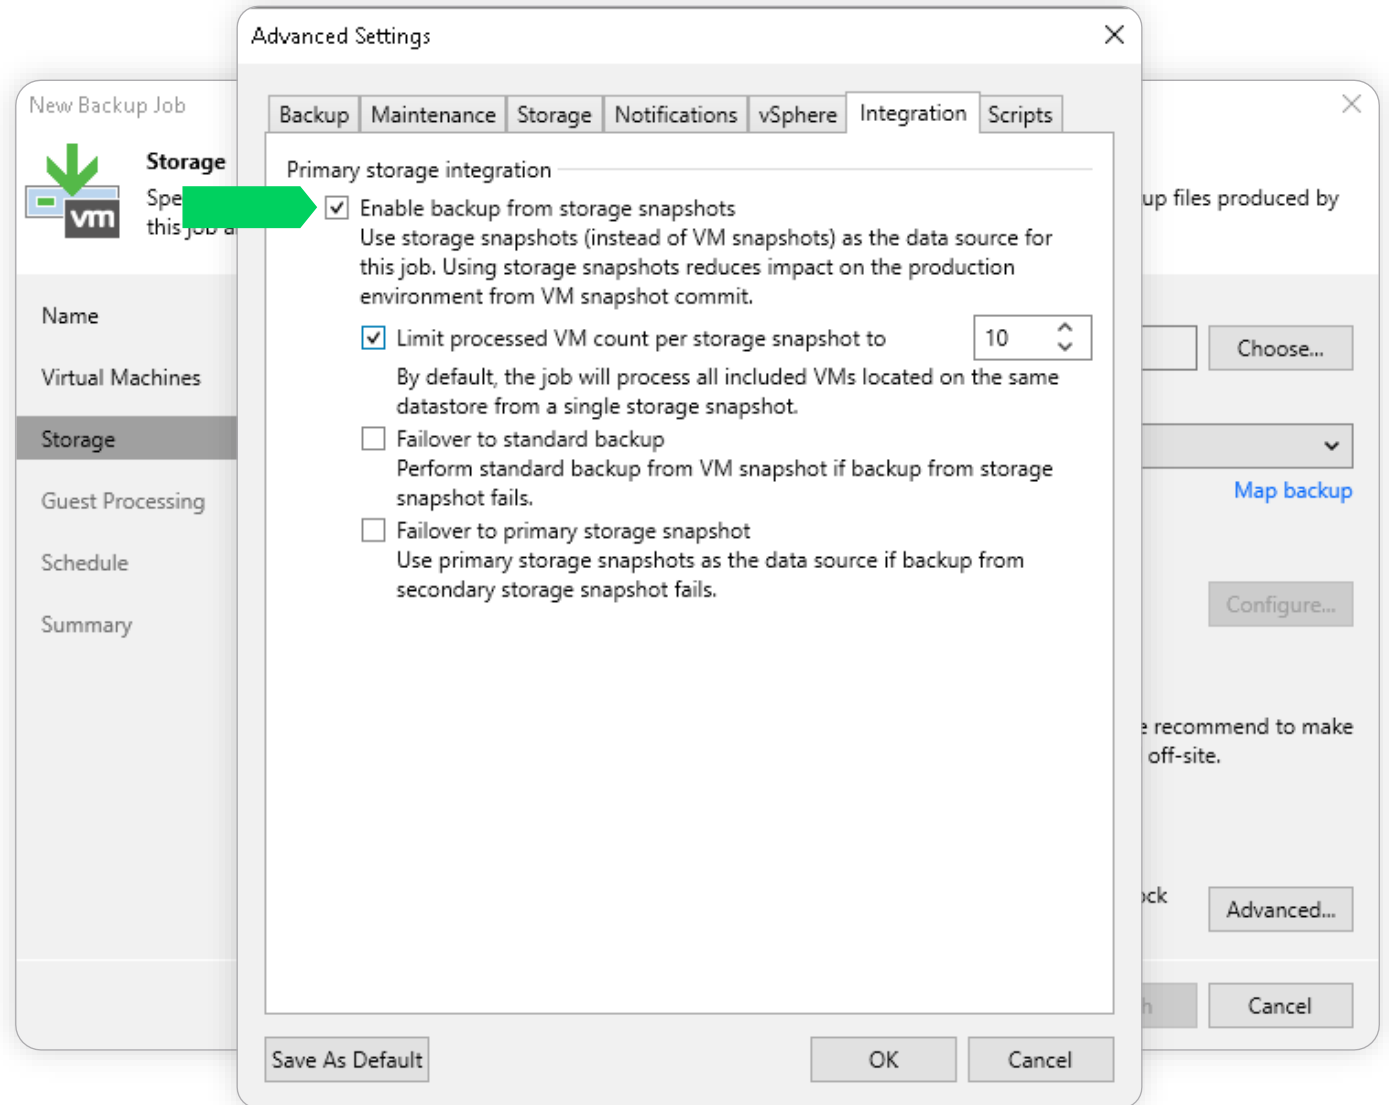 Advanced Settings
New Backup Job
Backup
Maintenance
Storage
Notifications
vSphere
Integration
Scripts
Storage
vm
this job a
up files produced by
Primary storage integration
Enable backup from storage snapshots
Use storage snapshots (instead of VM snapshots) as the data source for
this job. Using storage snapshots reduces impact on the production
environment from VM snapshot commit.
Limit processed VM count per storage snapshot to
10
By default, the job will process all included VMs located on the same
datastore from a single storage snapshot.
Failover to standard backup
Perform standard backup from VM snapshot if backup from storage
snapshot fails.
Failover to primary storage snapshot
Use primary storage snapshots as the data source if backup from
secondary storage snapshot fails.
Name
Virtual Machines
Storage
Guest Processing
Schedule
Summary
Choose...
Map backup
Configure...
recommend to make
off-site.
Advanced...
Cancel
Save As Default
OK
Cancel